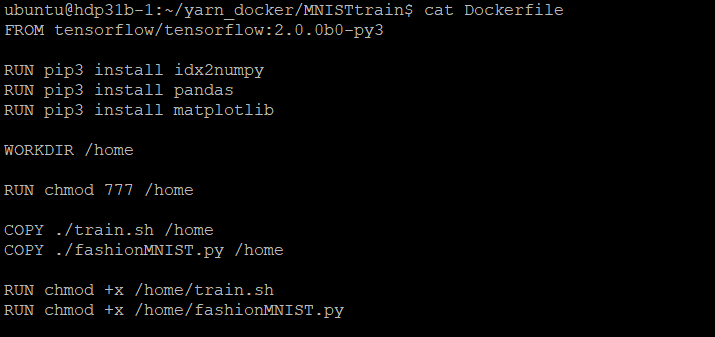 ubuntu@hdp31b-1:~/yarn_docker/MNISTtrain$ cat Dockerfile
FROM tensorflow/tensorflow:2.0.0b0-py3
RUN pip3 install idx2numpy
RUN pip3 install pandas
RUN pip3 install matplotlib
WORKDIR /home
RUN chmod 777 /home
COPY ./train.sh /home
COPY ./fashionMNIST.py /home
RUN chmod +x /home/train.sh
RUN chmod +x /home/fashionMNIST.py